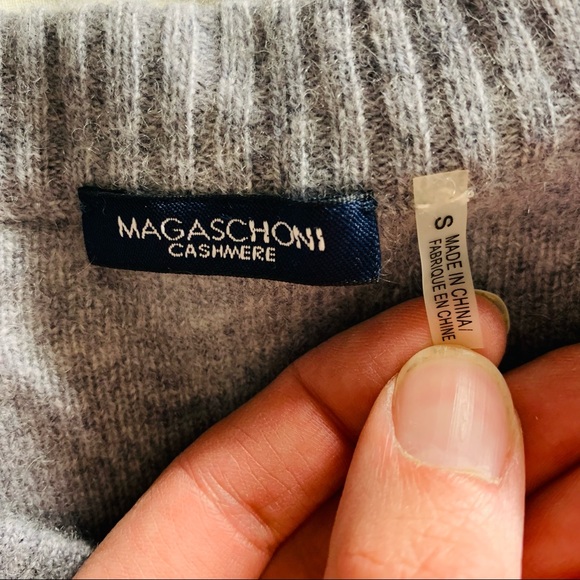 MAGASCHONI
CASHMERE
S
MADE IN CHINA/
FABRIQUE EN CHINE